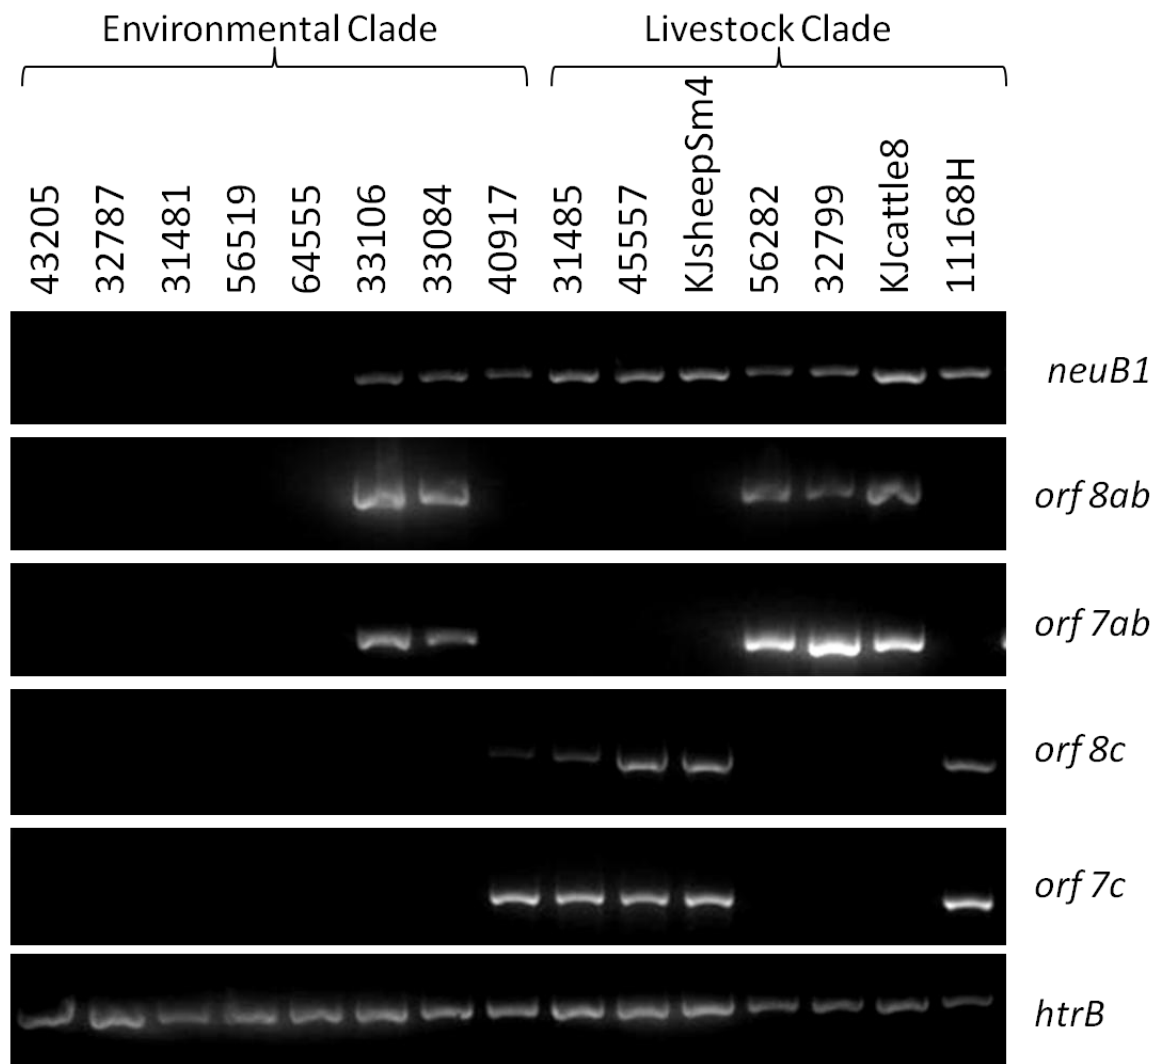 Environmental Clade
Livestock Clade
43205
32787
31481
56519
64555
33106
33084
40917
31485
45557
KJsheepSm4
56282
32799
KJcattle8
11168H
neuB1
orf 8ab
orf 7ab
orf 8c
orf 7c
htrB